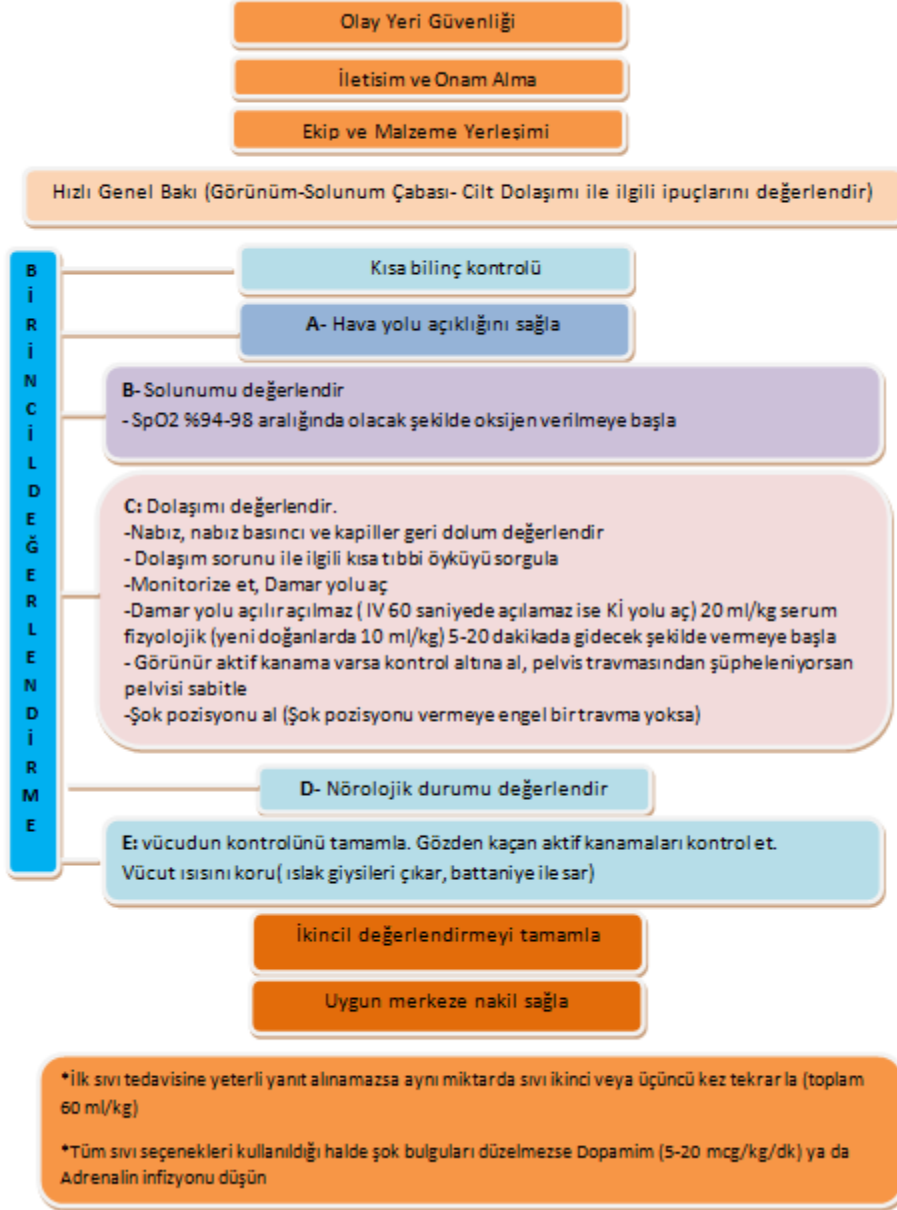 Olay Yeri Güvenliği
İletisim ve Onam Alma
Ekip ve Malzeme Yerleşimi
Hızlı Genel Bakı (Görünüm-Solunum Çabası- Cilt Dolaşımı ile ilgili ipuçlarını değerlendir)
BİRİNCİL DEĞERLENDİRME
Kısa bilinç kontrolü
A- Hava yolu açıklığını sağla
B- Solunumu değerlendir
- SpO2 %94-98 aralığında olacak şekilde oksijen verilmeye başla
C: Dolaşımı değerlendir.
-Nabız, nabız basıncı ve kapiller geri dolum değerlendir
- Dolaşım sorunu ile ilgili kısa tıbbi öyküyü sorgula
-Monitorize et, Damar yolu aç
-Damar yolu açılır açılmaz ( IV 60 saniyede açılamaz ise Kİ yolu aç) 20 ml/kg serum
fizyolojik (yeni doğanlarda 10 ml/kg) 5-20 dakikada gidecek şekilde vermeye başla
- Görünür aktif kanama varsa kontrol altına al, pelvis travmasından şüpheleniyorsan
pelvisi sabitle
-Şok pozisyonu al (Şok pozisyonu vermeye engel bir travma yoksa)
D- Nörolojik durumu değerlendir
E: vücudun kontrolünü tamamla. Gözden kaçan aktif kanamaları kontrol et.
Vücut ısısını koru( ıslak giysileri çıkar, battaniye ile sar)
İkincil değerlendirmeyi tamamla
Uygun merkeze nakil sağla
*İlk sıvı tedavisine yeterli yanıt alınamazsa aynı miktarda sıvı ikinci veya üçüncü kez tekrar la (toplam
60 ml/kg)
*Tüm sıvı seçenekleri kullanıldığı halde şok bulguları düzelmezse Dopamim (5-20 mcg/kg/dk) ya da
Adrenalin infizyonu düşün